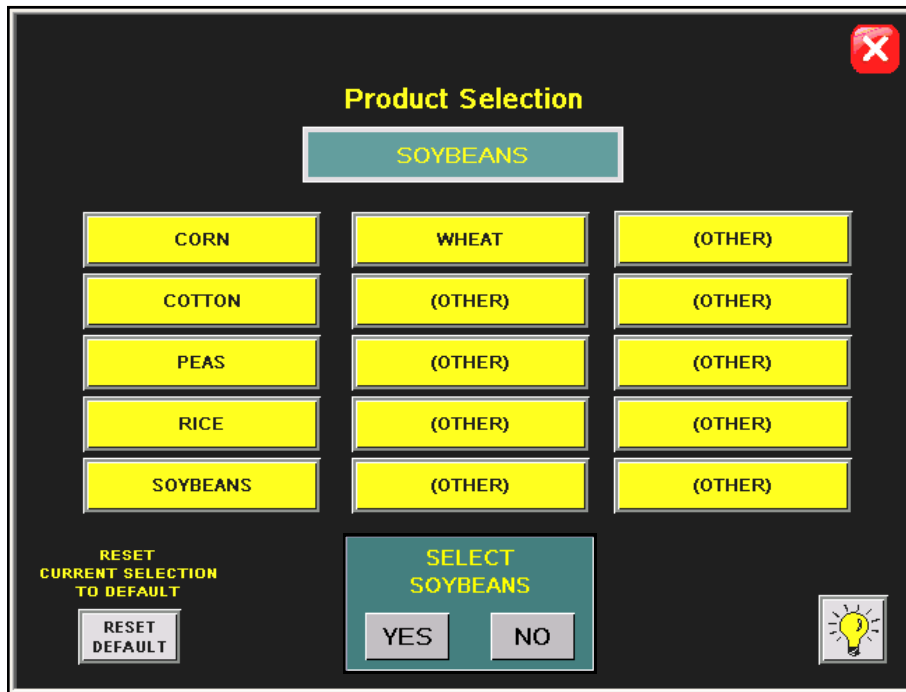 Product Selection
SOYBEANS
CORN
WHEAT
(OTHER)
COTTON
(OTHER)
(OTHER)
PEAS
(OTHER)
(OTHER)
RICE
(OTHER)
(OTHER)
SOYBEANS
(OTHER)
(OTHER)
RESET
CURRENT SELECTION
TO DEFAULT
RESET
DEFAULT
SELECT
SOYBEANS
YES
NO